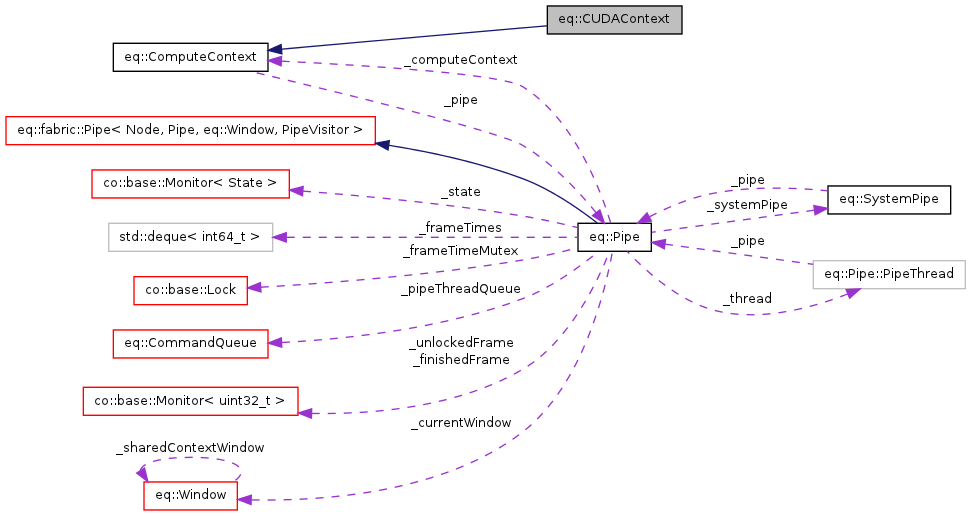 eq::CUDAContext
eq::ComputeContext
_computeContext
_pipe
eq::fabric::Pipe< Node, Pipe, eq::Window, PipeVisitor >
co::base::Monitor< State >
_state
_pipe
eq::SystemPipe
_systemPipe
std::deque< int64_t >
_frameTimes
eq::Pipe
_pipe
_frameTimeMutex
eq::Pipe::PipeThread
co::base::Lock
_pipeThreadQueue
_thread
eq::CommandQueue
_unlockedFrame
_finishedFrame
co::base::Monitor< uint32_t >
_currentWindow
_sharedContextWindow
eq::Window